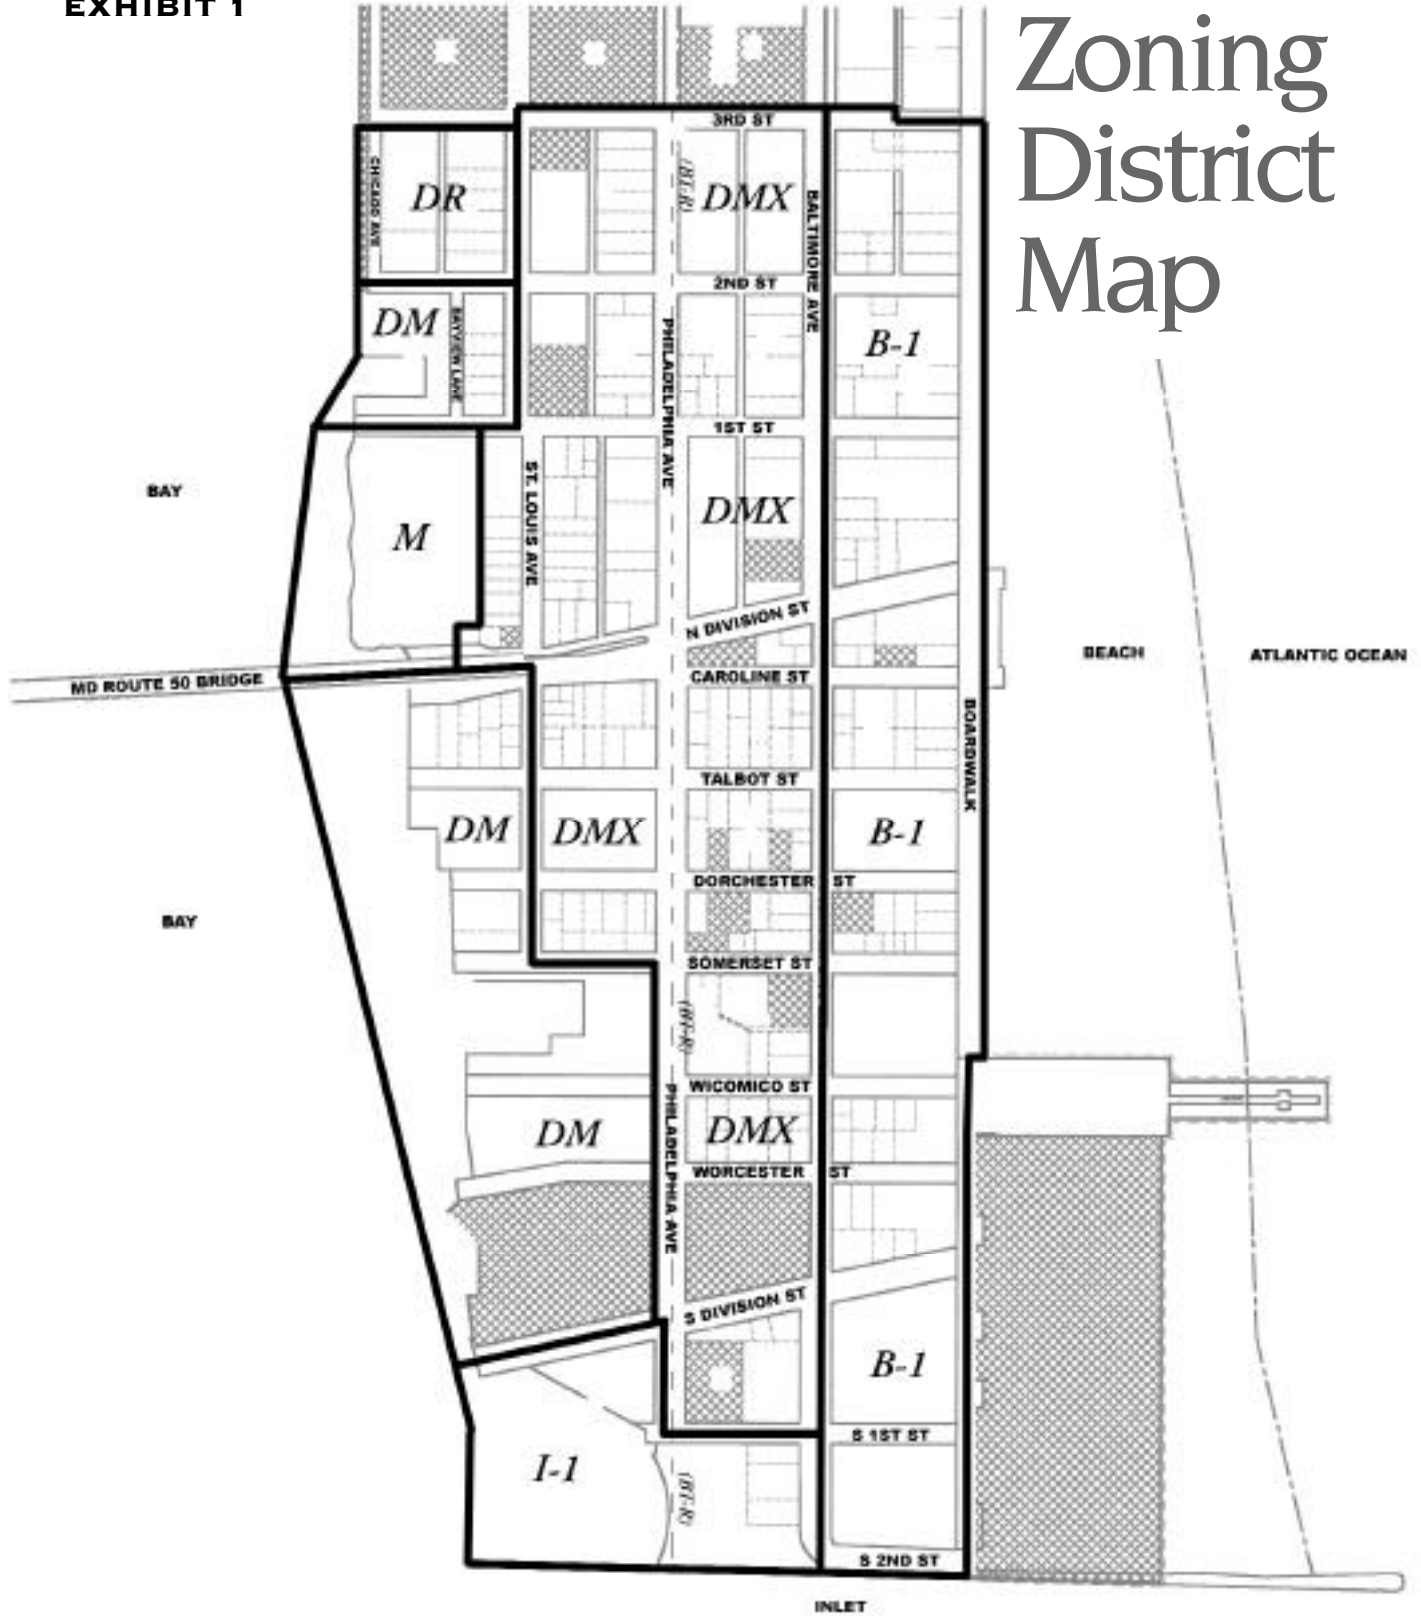 EXHIBIT 1
Zoning
District
Map
3RD ST
CHICAGO AVE
DR
(BT-R)
DMX
BALTIMORE AVE
2ND ST
DM
BAYVIEW LANE
PHILADELPHIA AVE
B-1
1ST ST
BAY
M
ST. LOUIS AVE
DMX
N DIVISION ST
BEACH
ATLANTIC OCEAN
MD ROUTE 50 BRIDGE
CAROLINE ST
BOARDWALK
TALBOT ST
DM
DMX
B-1
DORCHESTER ST
BAY
SOMERSET ST
(BT-R)
WICOMICO ST
PHILADELPHIA AVE
DM
DMX
WORCESTER ST
S DIVISION ST
B-1
S 1ST ST
I-1
(BT-R)
S 2ND ST
INLET